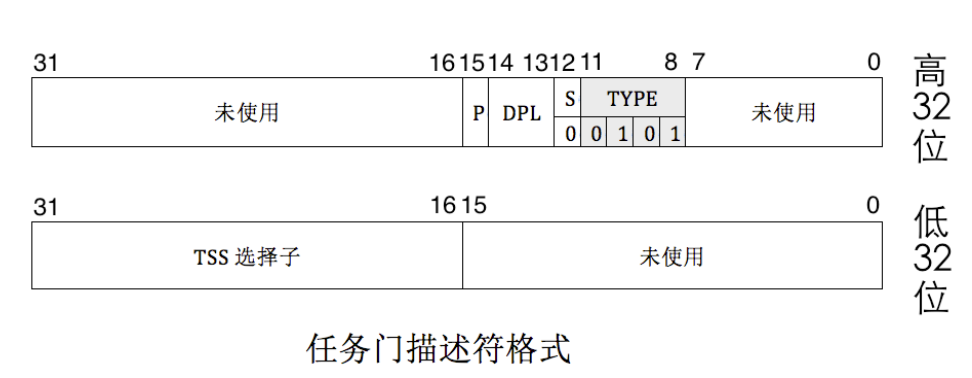 31 16 15 14 13 12 11 8 7 0
未使用 P DPL S TYPE 未使用
0 0 1 0 1
高32位
31 16 15 0
TSS 选择子 未使用
低32位
任务门描述符格式